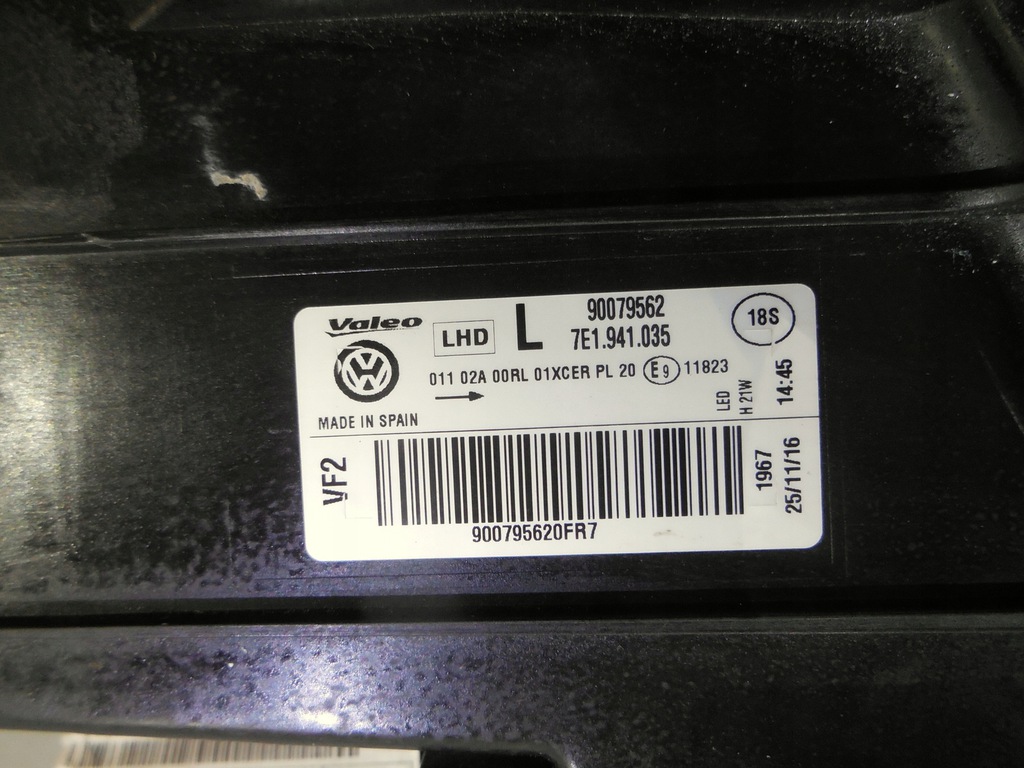 Valeo
LHD
L
90079562
7E1.941.035
18S
011 02A 00RL 01XCER PL 20 E9 11823
MADE IN SPAIN
LED
H 21W
14:45
VF2
900795620FR7
1967
25/11/16